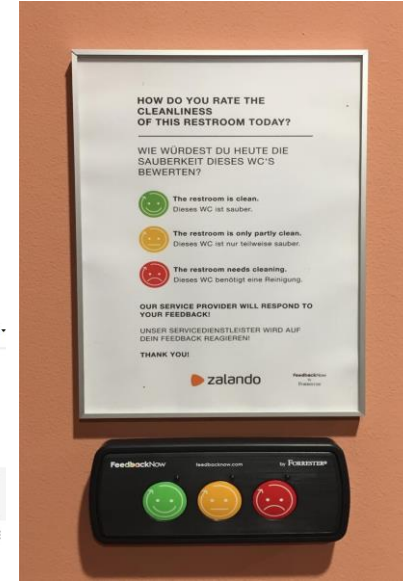 HOW DO YOU RATE THE
CLEANLINESS
OF THIS RESTROOM TODAY?
WIE WÜRDEST DU HEUTE DIE
SAUBERKEIT DIESES WC'S
BEWERTEN?
The restroom is clean.
Dieses WC ist sauber.
The restroom is only partly clean.
Dieses WC ist nur teilweise sauber.
The restroom needs cleaning.
Dieses WC benötigt eine Reinigung.
OUR SERVICE PROVIDER WILL RESPOND TO
YOUR FEEDBACK!
UNSER SERVICEDIENSTLEISTER WIRD AUF
DEIN FEEDBACK REAGIEREN!
THANK YOU!
zalando
FeedbackNow
by
Forrester
FeedbackNow
feedbacknow.com
by FORRESTER®